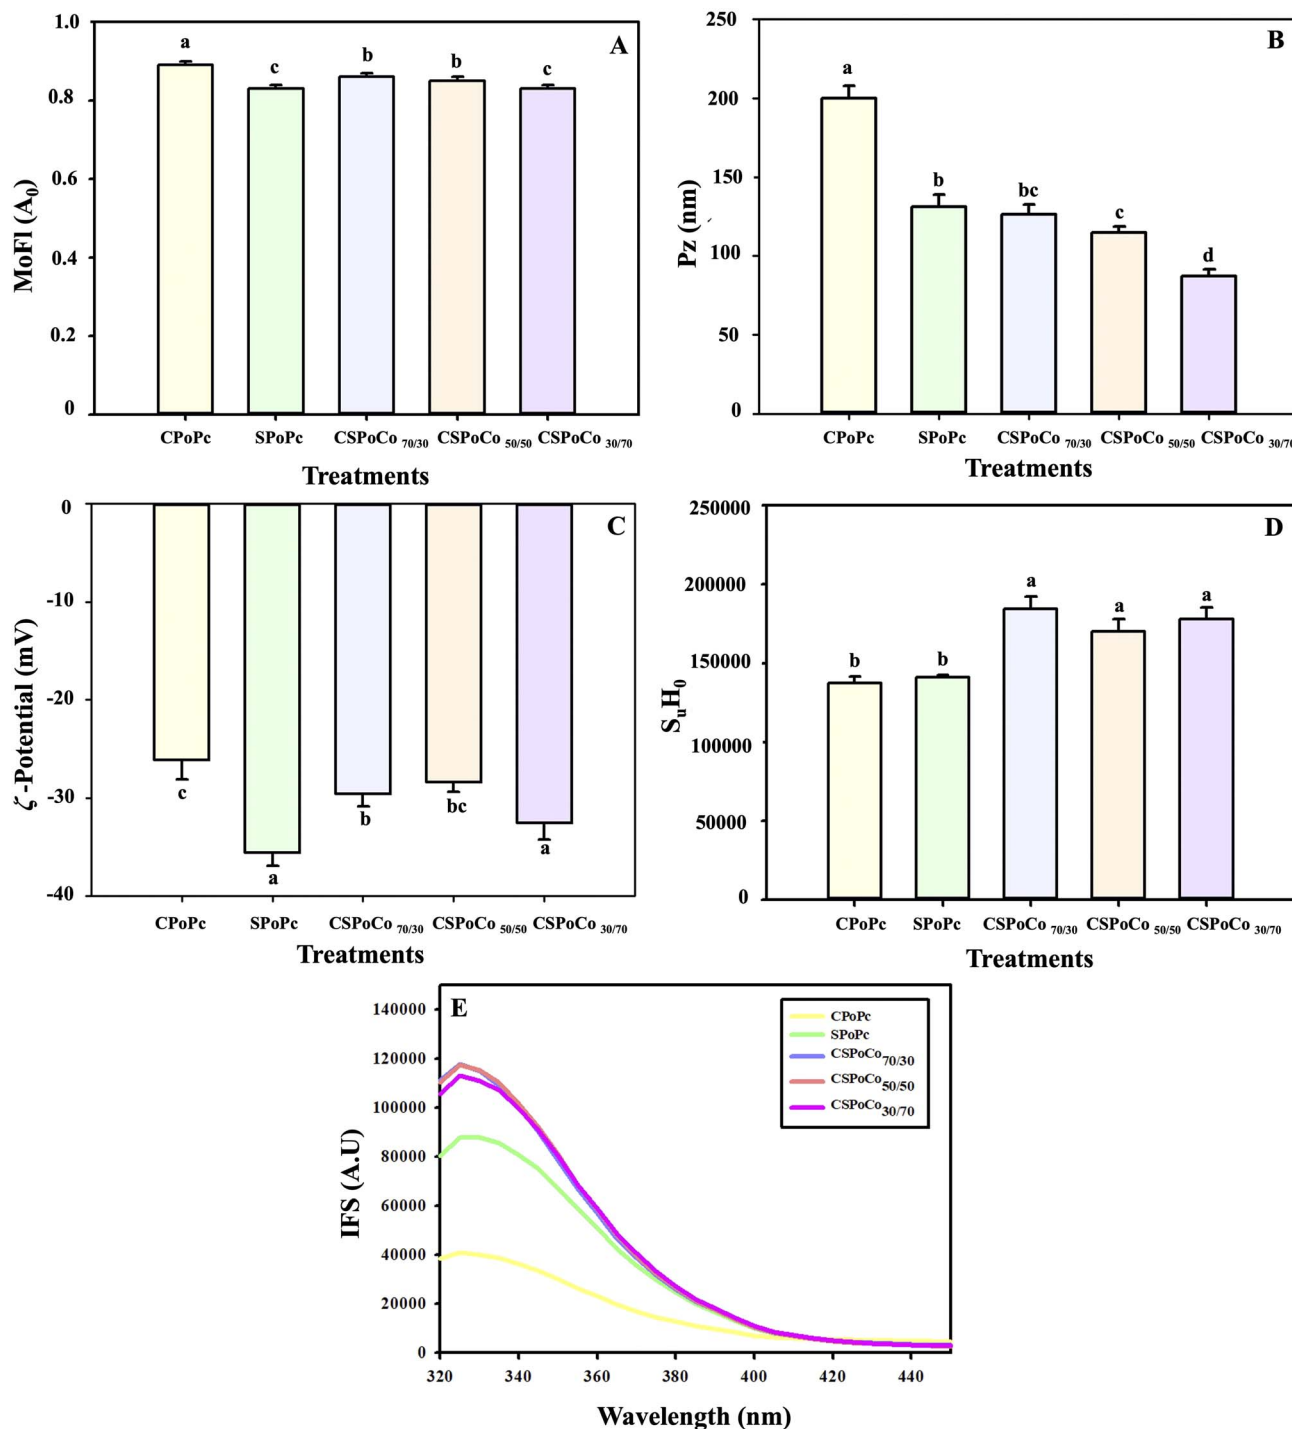 A
1.0
0.8
0.6
0.4
0.2
0
MoFl (A0)
a
c
b
b
c
CPoPc
SPoPc
CSPoCo 70/30
CSPoCo 50/50
CSPoCo 30/70
Treatments
B
250
200
150
100
50
0
Pz (nm)
a
b
bc
c
d
CPoPc
SPoPc
CSPoCo 70/30
CSPoCo 50/50
CSPoCo 30/70
Treatments
C
0
-10
-20
-30
-40
ζ -Potential (mV)
c
a
b
bc
a
CPoPc
SPoPc
CSPoCo 70/30
CSPoCo 50/50
CSPoCo 30/70
Treatments
D
250000
200000
150000
100000
50000
0
SuH0
b
b
a
a
a
CPoPc
SPoPc
CSPoCo 70/30
CSPoCo 50/50
CSPoCo 30/70
Treatments
E
140000
120000
100000
80000
60000
40000
20000
0
IFS (A.U)
CPoPc
SPoPc
CSPoCo70/30
CSPoCo50/50
CSPoCo30/70
320
340
360
380
400
420
440
Wavelength (nm)